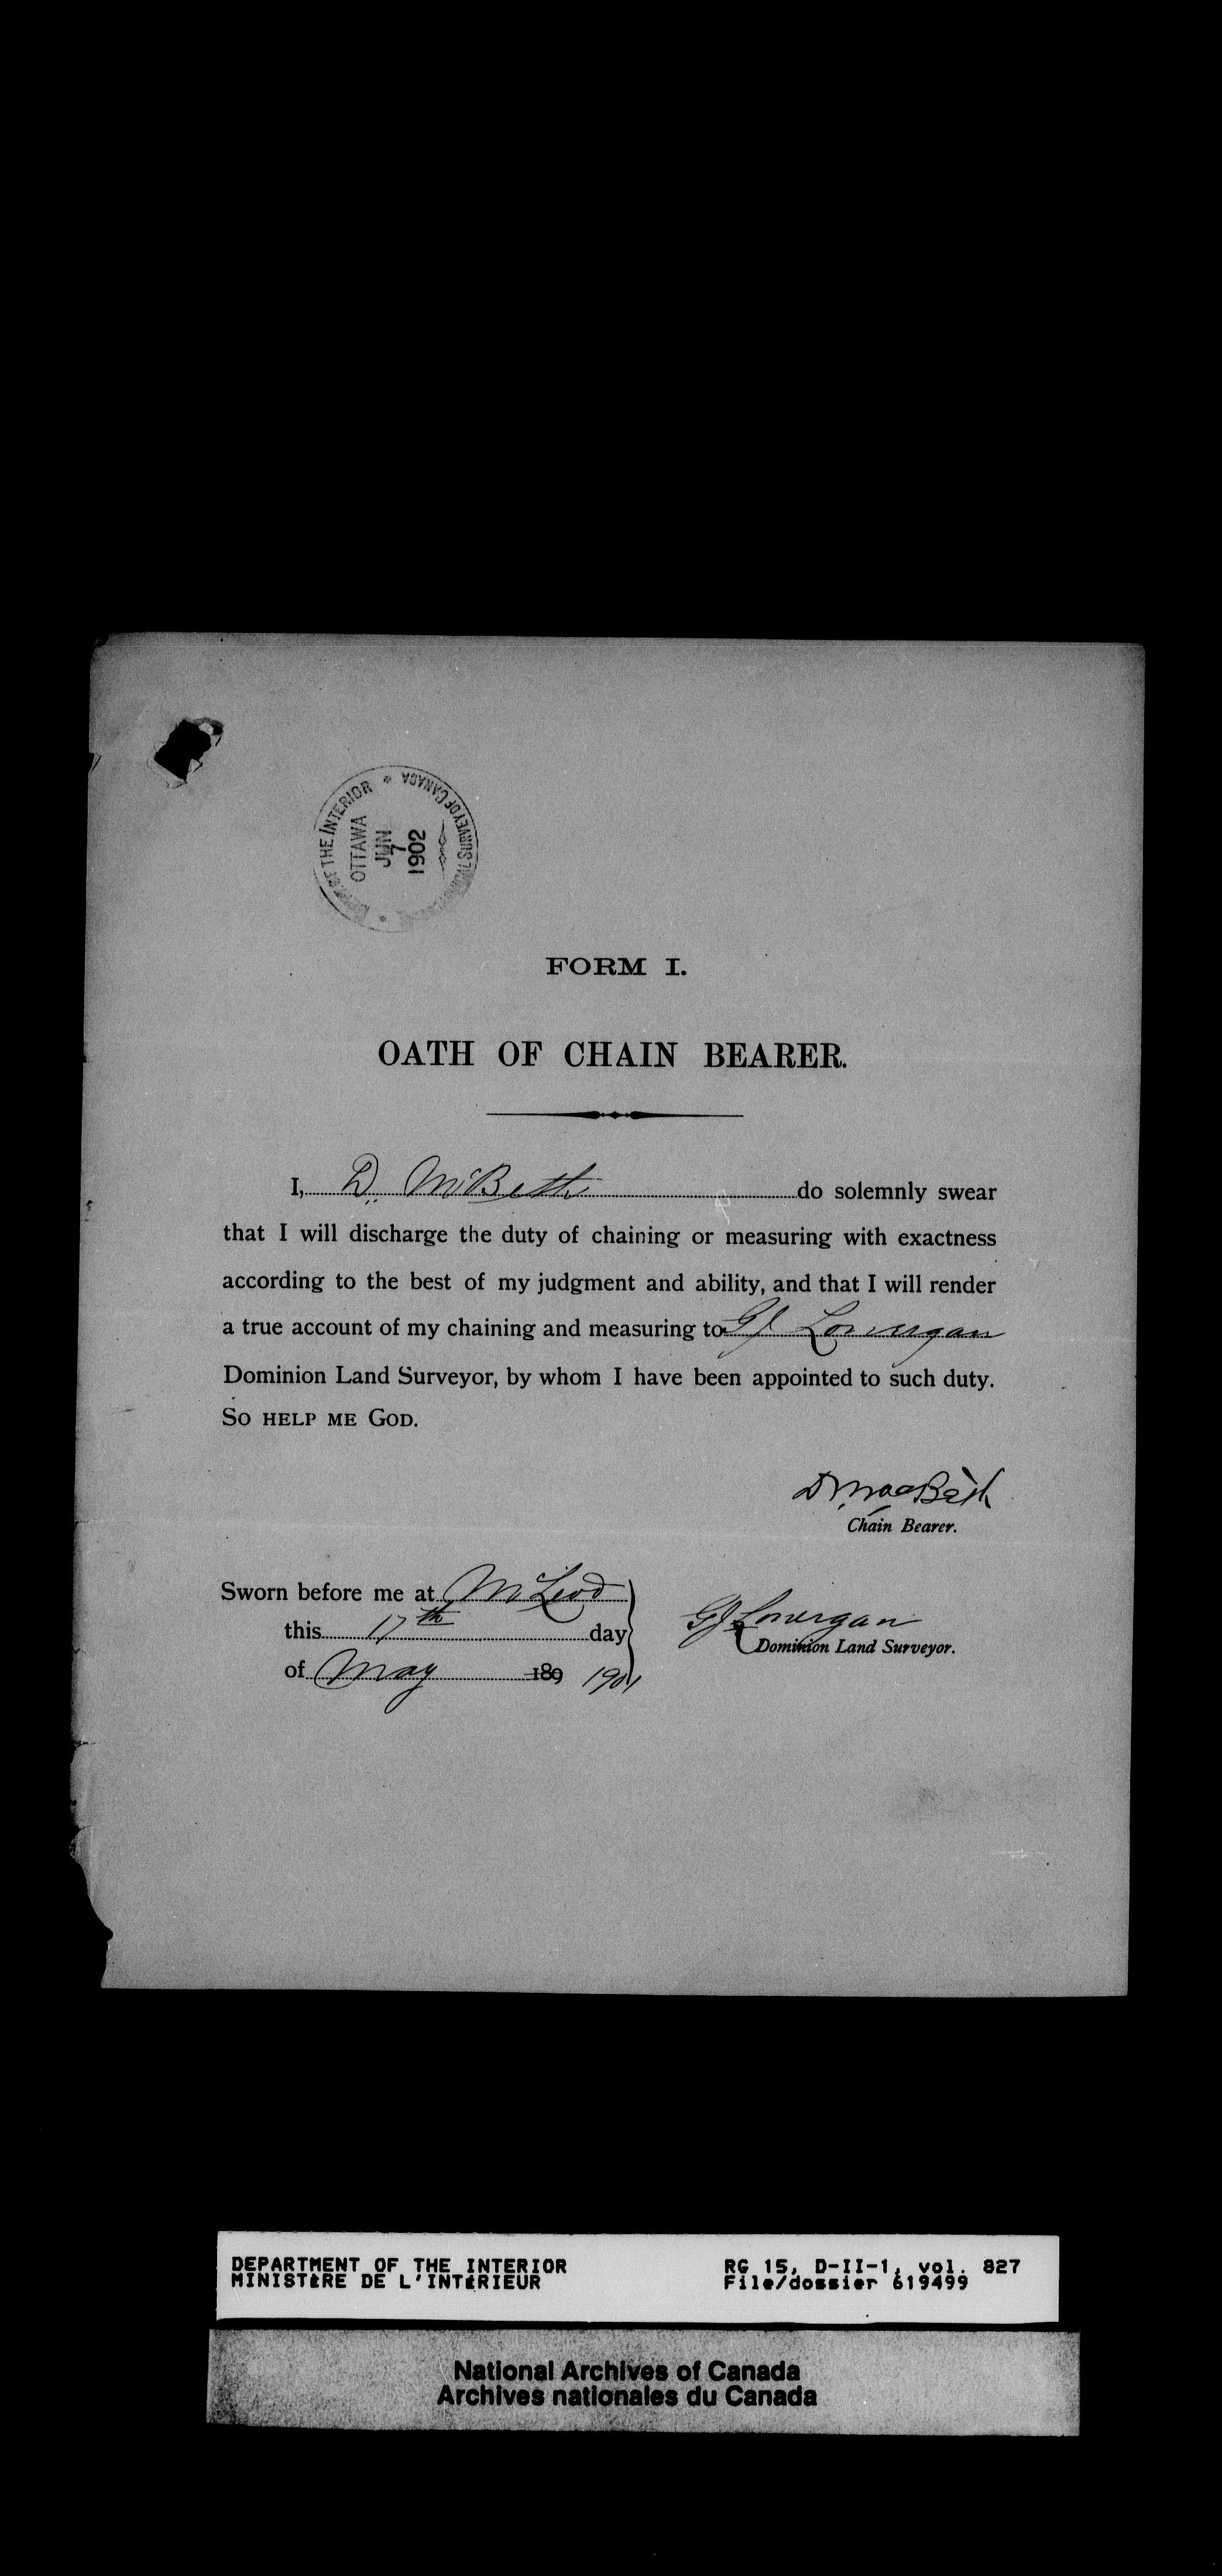 DEPT OF THE INTERIOR * SURVEY OF CANADA
OTTAWA
JUN
7
1902
FORM I.
OATH OF CHAIN BEARER.
I, D. McBeth do solemnly swear
that I will discharge the duty of chaining or measuring with exactness
according to the best of my judgment and ability, and that I will render
a true account of my chaining and measuring to GJ Lonergan
Dominion Land Surveyor, by whom I have been appointed to such duty.
SO HELP ME GOD.
D. MacBeth
Chain Bearer.
Sworn before me at McLeod
this 17th day
of May 189 1901
GJ Lonergan
Dominion Land Surveyor.
DEPARTMENT OF THE INTERIOR
MINISTÈRE DE L'INTÉRIEUR
RG 15, D-II-1, vol. 827
File/dossier 619499
National Archives of Canada
Archives nationales du Canada